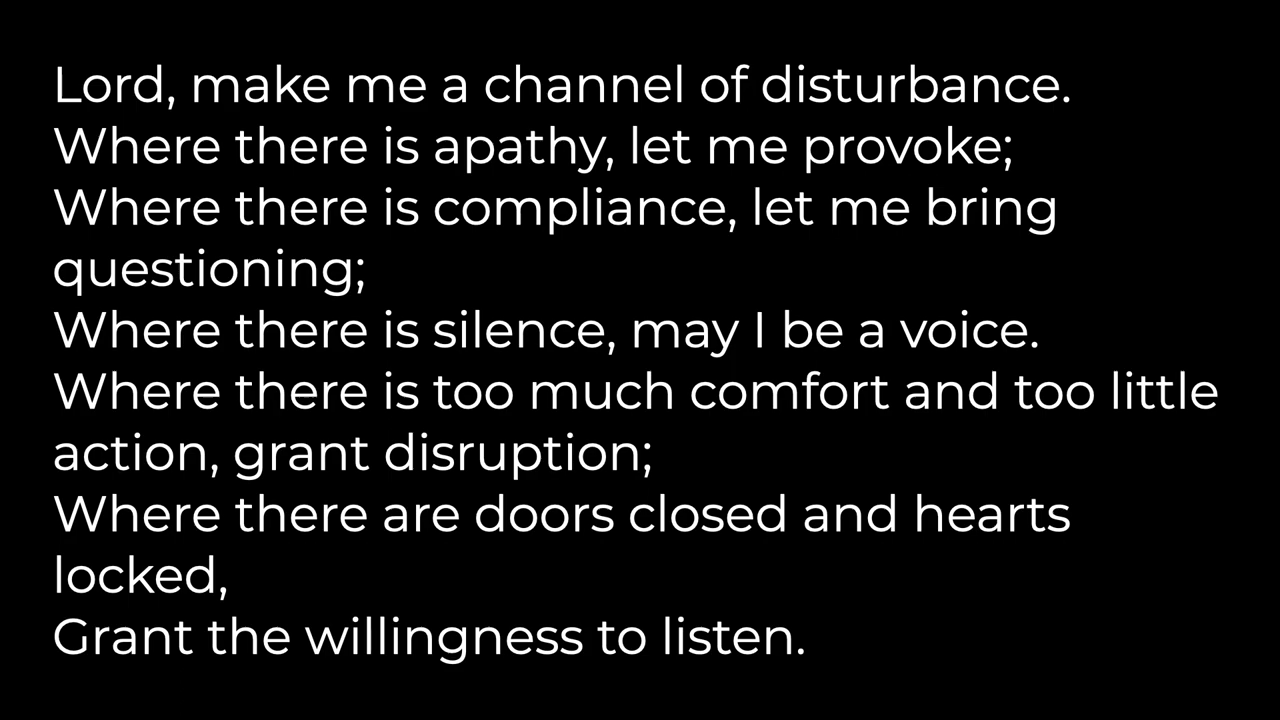 Lord, make me a channel of disturbance.
Where there is apathy, let me provoke;
Where there is compliance, let me bring
questioning;
Where there is silence, may I be a voice.
Where there is too much comfort and too little
action, grant disruption;
Where there are doors closed and hearts
locked,
Grant the willingness to listen.